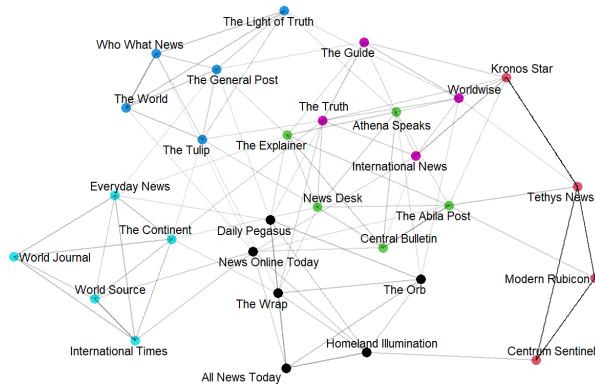 The Light of Truth
Who What News
The Guide
The General Post
Kronos Star
The World
The Truth
Worldwise
Athena Speaks
The Tulip
The Explainer
International News
Everyday News
News Desk
Tethys News
The Abila Post
The Continent
Daily Pegasus
Central Bulletin
World Journal
News Online Today
Modern Rubicon
World Source
The Wrap
The Orb
International Times
Homeland Illumination
Centrum Sentinel
All News Today